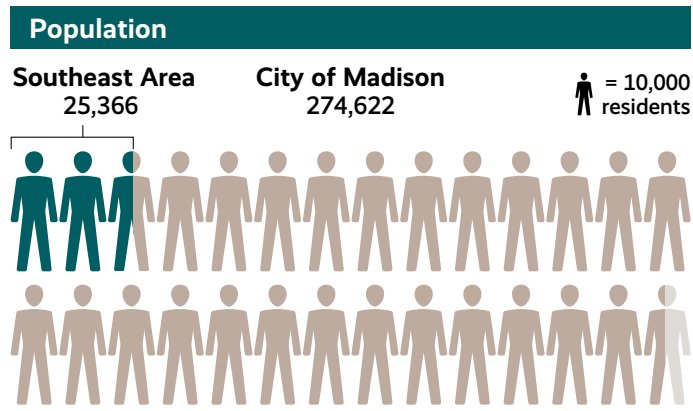 Population
Southeast Area
25,366
City of Madison
274,622
= 10,000
residents